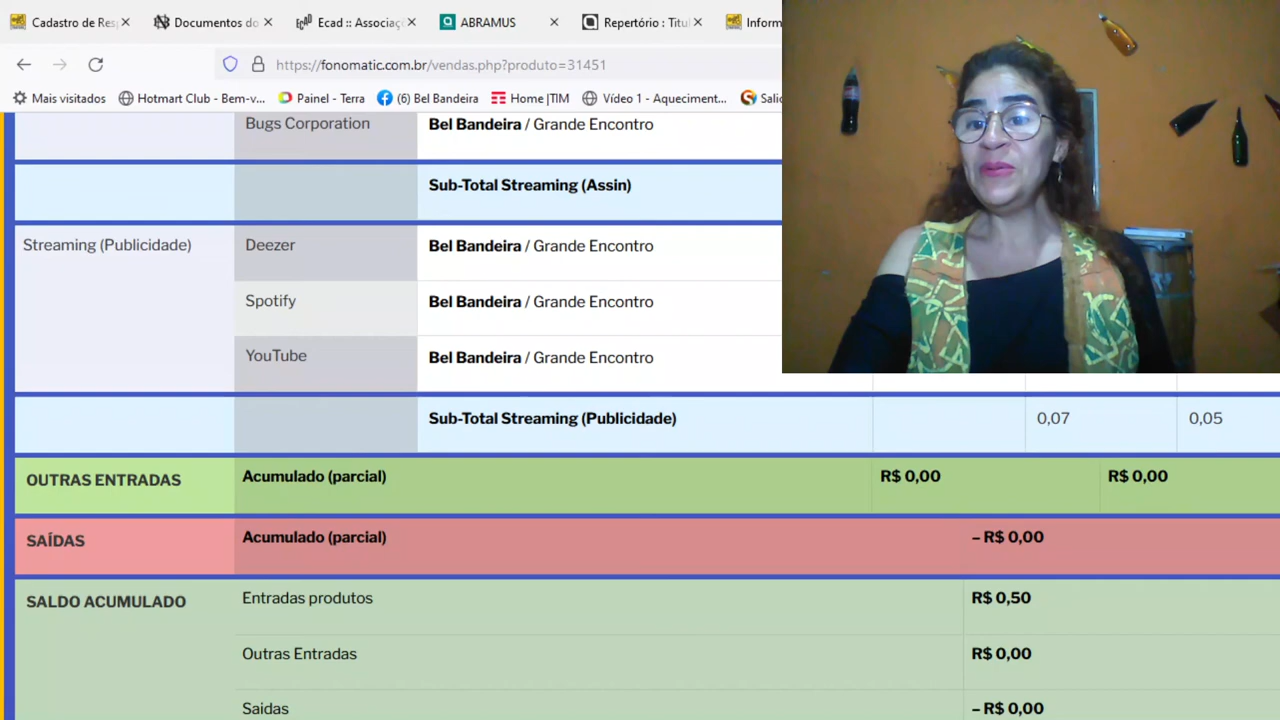 Cadastro de Res
Documentos do
Ecad :: Associaç
ABRAMUS
Repertório : Titul
Inform
https://fonomatic.com.br/vendas.php?produto=31451
Mais visitados
Hotmart Club - Bem-v...
Painel - Terra
(6) Bel Bandeira
Home |TIM
Vídeo 1 - Aqueciment...
Salic
Bugs Corporation
Bel Bandeira / Grande Encontro
Sub-Total Streaming (Assin)
Streaming (Publicidade)
Deezer
Bel Bandeira / Grande Encontro
Spotify
Bel Bandeira / Grande Encontro
YouTube
Bel Bandeira / Grande Encontro
Sub-Total Streaming (Publicidade)
0,07
0,05
OUTRAS ENTRADAS
Acumulado (parcial)
R$ 0,00
R$ 0,00
SAÍDAS
Acumulado (parcial)
– R$ 0,00
SALDO ACUMULADO
Entradas produtos
R$ 0,50
Outras Entradas
R$ 0,00
Saidas
– R$ 0,00